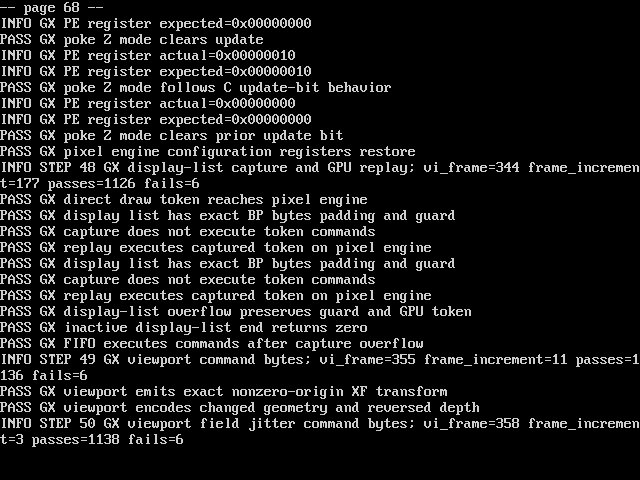 -- page 68 --
INFO GX PE register expected=0x00000000
PASS GX poke Z mode clears update
INFO GX PE register actual=0x00000010
INFO GX PE register expected=0x00000010
PASS GX poke Z mode follows C update-bit behavior
INFO GX PE register actual=0x00000000
INFO GX PE register expected=0x00000000
PASS GX poke Z mode clears prior update bit
PASS GX pixel engine configuration registers restore
INFO STEP 48 GX display-list capture and GPU replay; vi_frame=344 frame_incremen
t=177 passes=1126 fails=6
PASS GX direct draw token reaches pixel engine
PASS GX display list has exact BP bytes padding and guard
PASS GX capture does not execute token commands
PASS GX replay executes captured token on pixel engine
PASS GX display list has exact BP bytes padding and guard
PASS GX capture does not execute token commands
PASS GX replay executes captured token on pixel engine
PASS GX display-list overflow preserves guard and GPU token
PASS GX inactive display-list end returns zero
PASS GX FIFO executes commands after capture overflow
INFO STEP 49 GX viewport command bytes; vi_frame=355 frame_increment=11 passes=1
136 fails=6
PASS GX viewport emits exact nonzero-origin XF transform
PASS GX viewport encodes changed geometry and reversed depth
INFO STEP 50 GX viewport field jitter command bytes; vi_frame=358 frame_incremen
t=3 passes=1138 fails=6